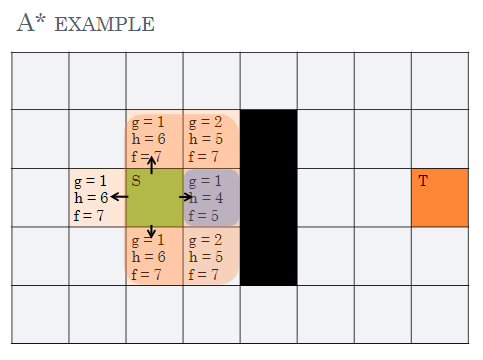 A* EXAMPLE
g = 1
h = 6
f = 7
g = 2
h = 5
f = 7
g = 1
h = 6
f = 7
S
g = 1
h = 4
f = 5
T
g = 1
h = 6
f = 7
g = 2
h = 5
f = 7